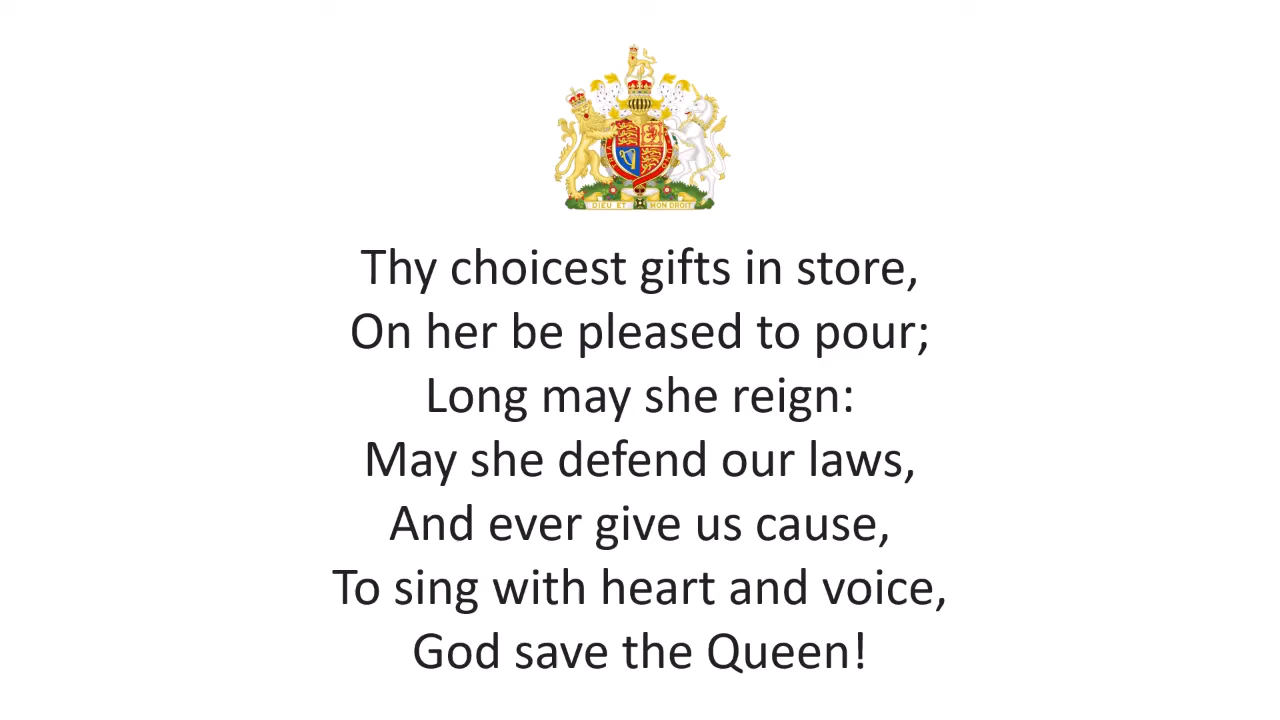 DIEU ET MON DROIT
Thy choicest gifts in store,
On her be pleased to pour;
Long may she reign:
May she defend our laws,
And ever give us cause,
To sing with heart and voice,
God save the Queen!